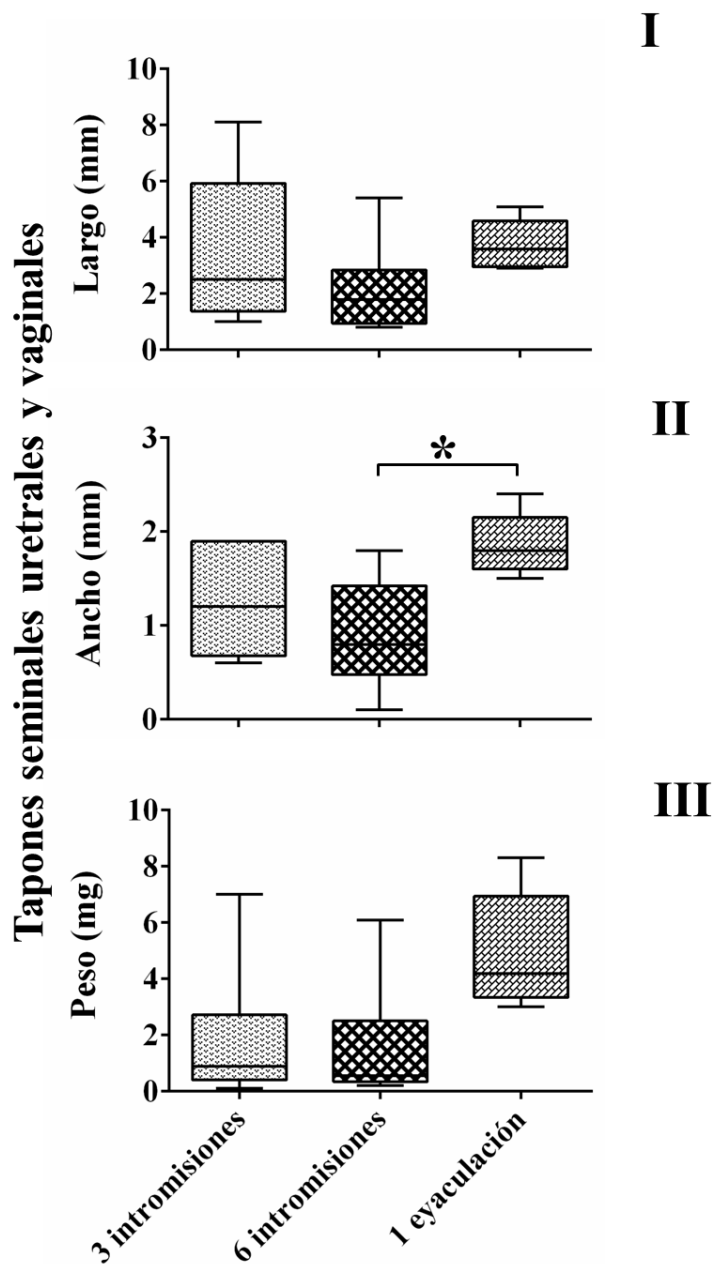 Tapones seminales uretrales y vaginales
I
Largo (mm)
10
8
6
4
2
0
II
Ancho (mm)
3
2
1
0
*
III
Peso (mg)
10
8
6
4
2
0
3 intromisiones
6 intromisiones
1 eyaculación